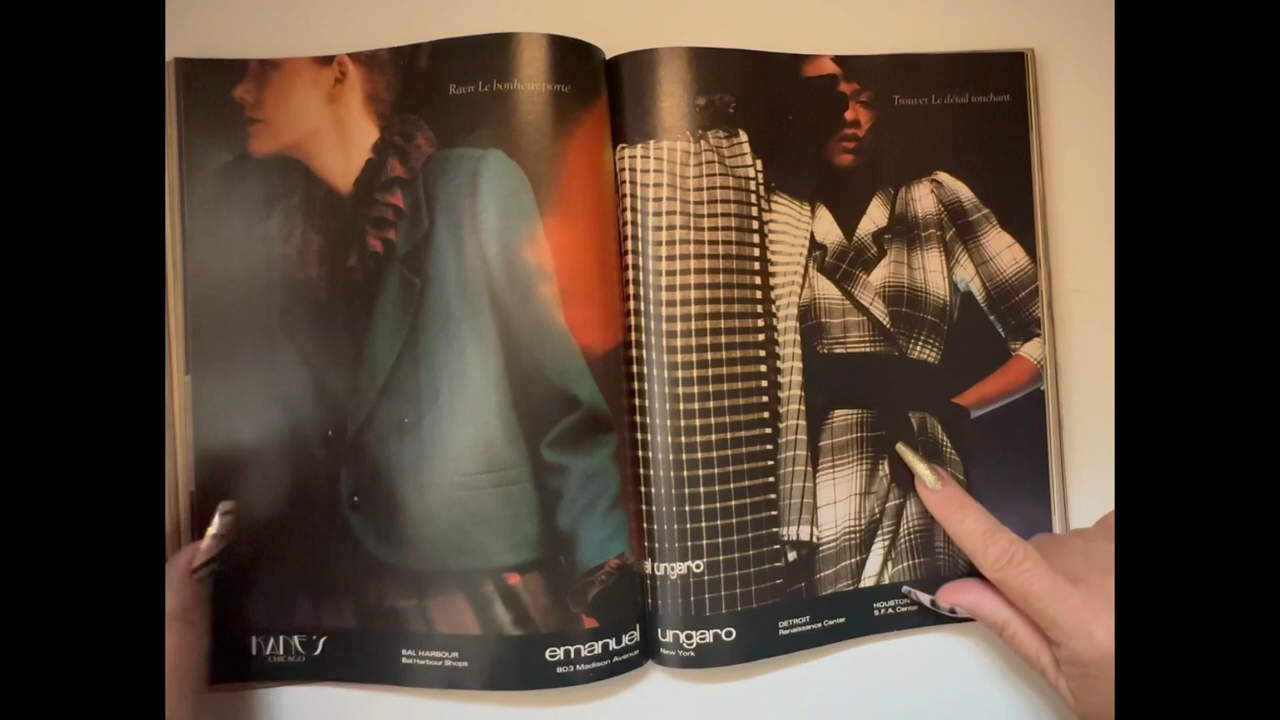 Ravir. Le bonheur porté.
Trouver. Le détail touchant.
el ungaro
KANE'S
CHICAGO
BAL HARBOUR
Bal Harbour Shops
emanuel ungaro
803 Madison Avenue New York
DETROIT
Renaissance Center
HOUSTON
S.F.A. Center